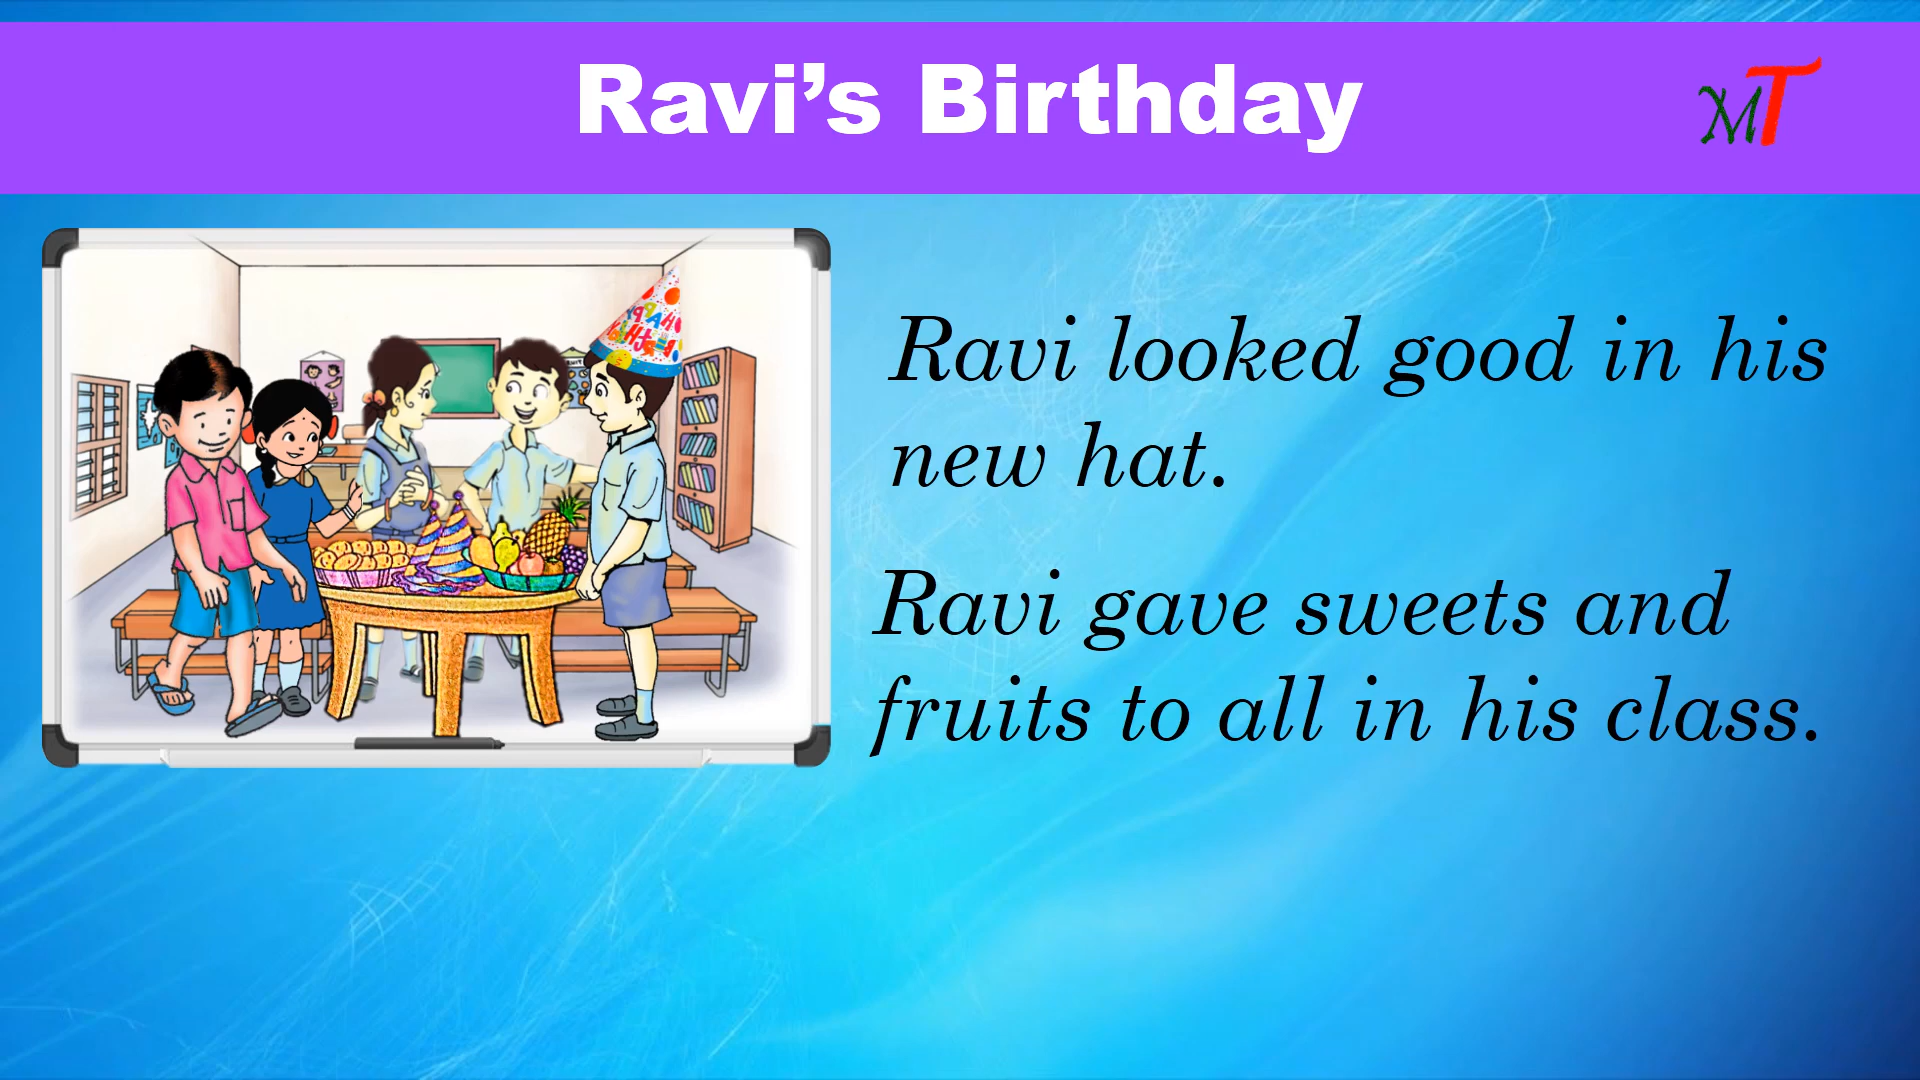 Ravi’s Birthday
MT
Ravi looked good in his
new hat.
Ravi gave sweets and
fruits to all in his class.